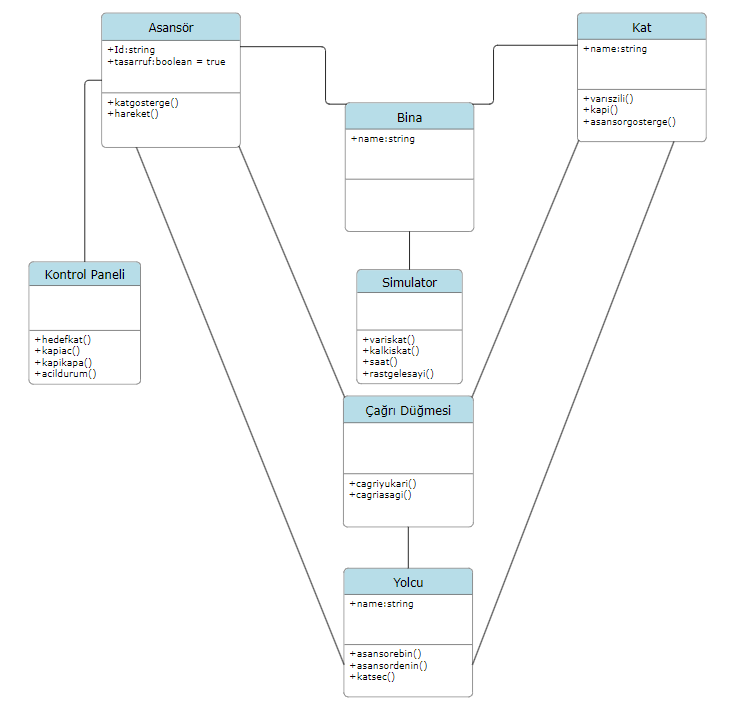 Asansör
+Id:string
+tasarruf:boolean = true
+katgosterge()
+hareket()
Kat
+name:string
+varıszili()
+kapi()
+asansorgosterge()
Bina
+name:string
Kontrol Paneli
+hedefkat()
+kapiac()
+kapikapa()
+acildurum()
Simulator
+variskat()
+kalkiskat()
+saat()
+rastgelesayi()
Çağrı Düğmesi
+cagriyukari()
+cagriasagi()
Yolcu
+name:string
+asansorebin()
+asansordenin()
+katsec()